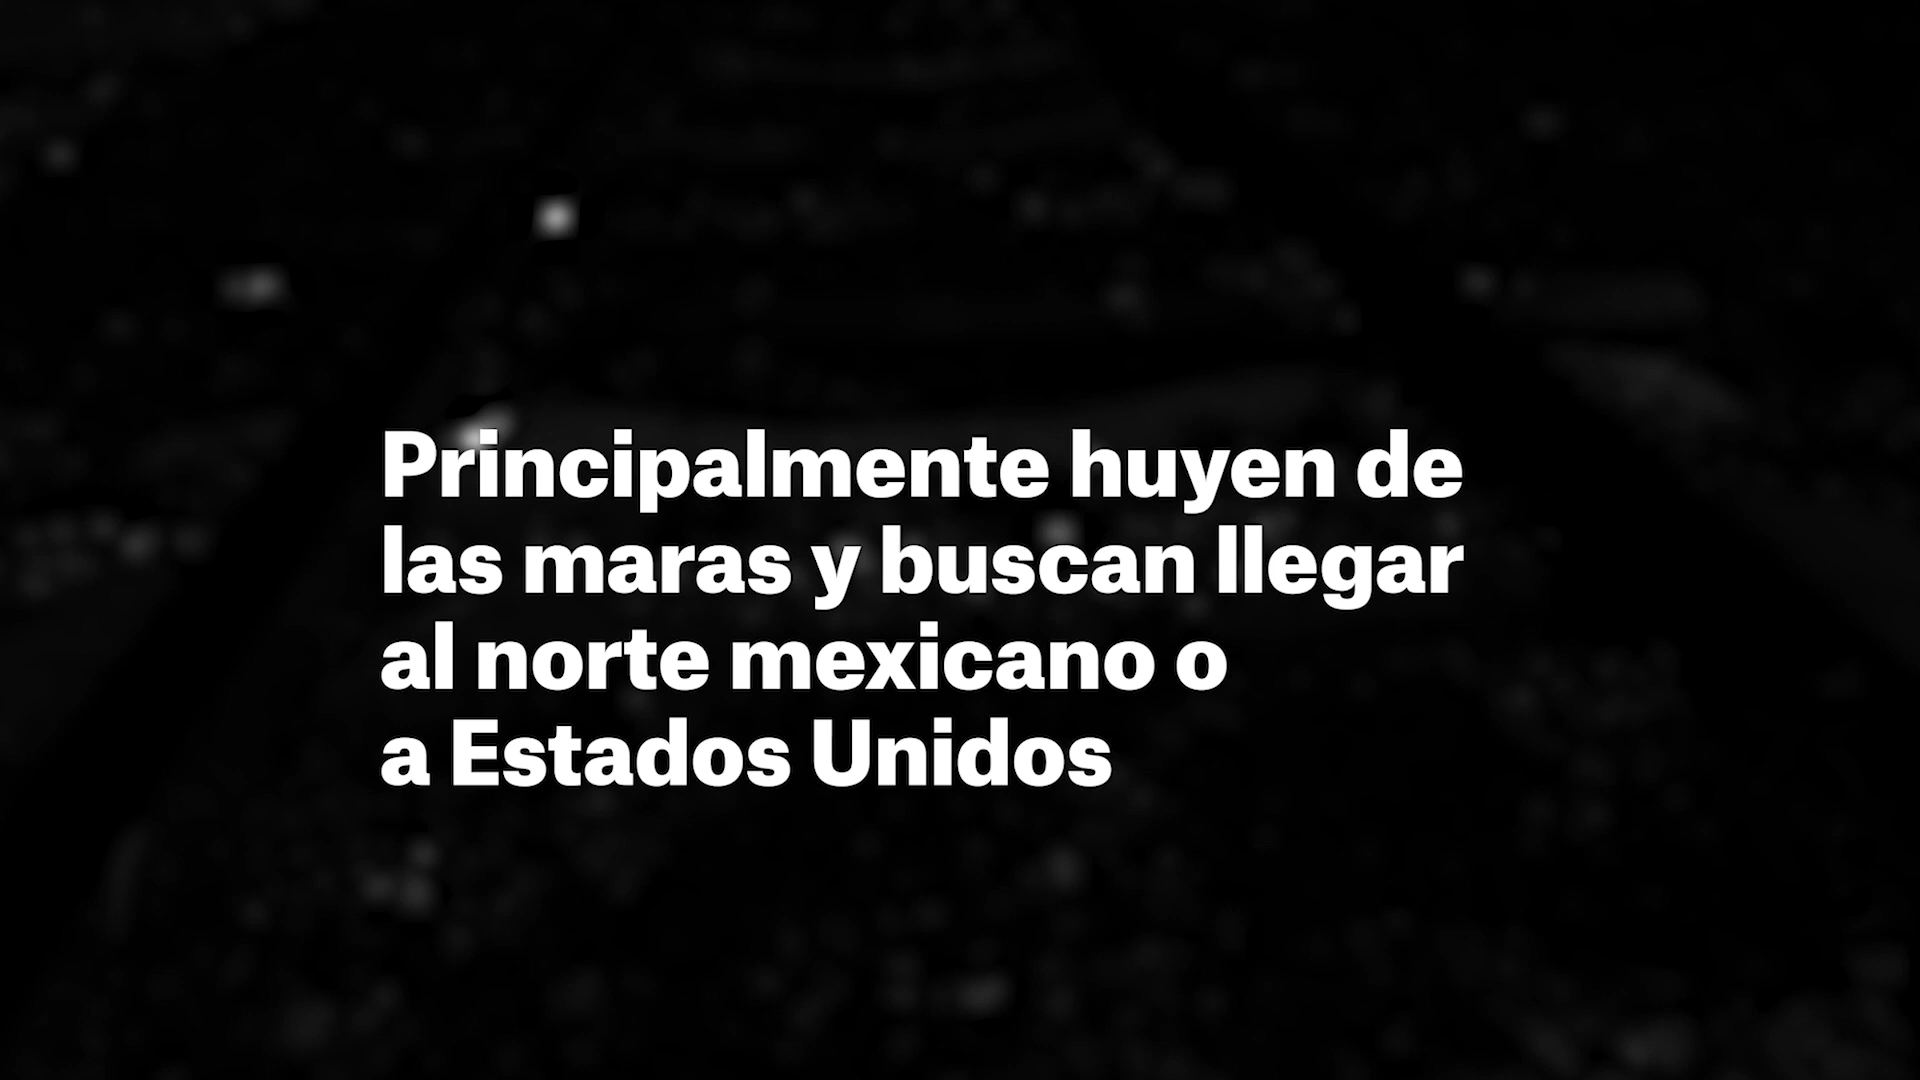 Principalmente huyen de
las maras y buscan llegar
al norte mexicano o
a Estados Unidos